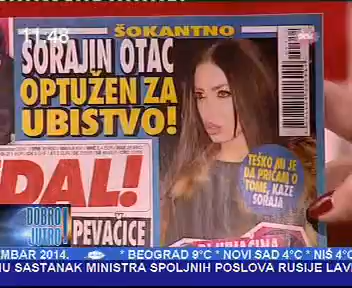 11.48
ŠOKANTNO
SORAJIN OTAC
OPTUŽEN ZA
UBISTVO!
TEŠKO MI JE
DA PRIČAM O
TOME, KAŽE
SORAJA
DAL!
PEVAČICE
DOBRO
JUTRO!
MBAR 2014. * BEOGRAD 9°C * NOVI SAD 4°C * NIŠ 4°
NU SASTANAK MINISTRA SPOLJNIH POSLOVA RUSIJE LAV